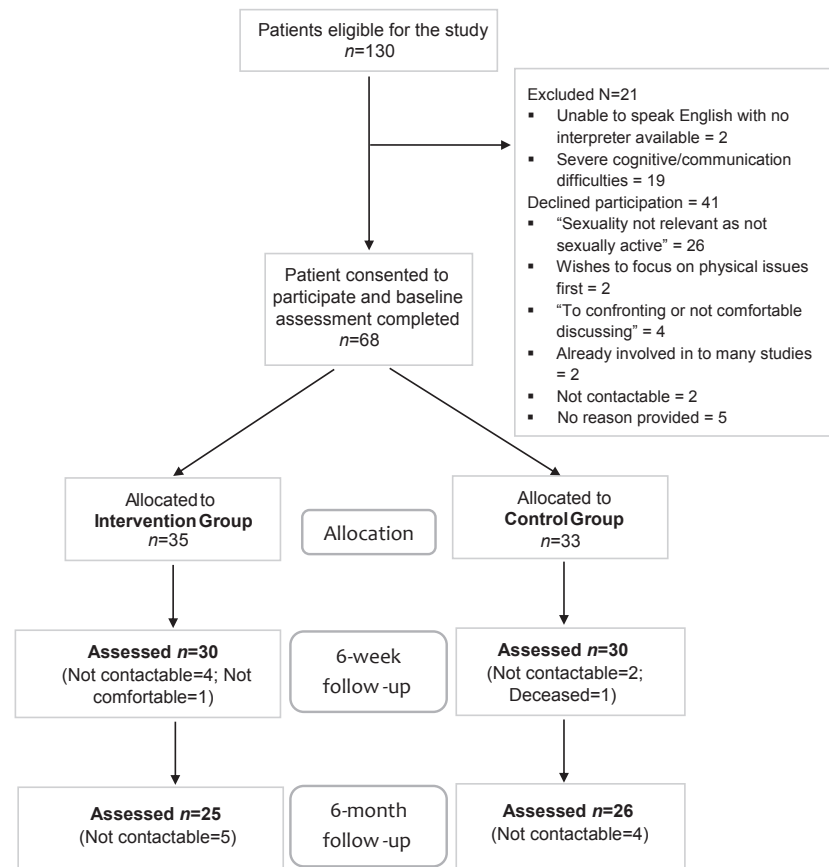 Patients eligible for the study
n=130
Excluded N=21
▪ Unable to speak English with no
interpreter available = 2
▪ Severe cognitive/communication
difficulties = 19
Declined participation = 41
▪ “Sexuality not relevant as not
sexually active” = 26
▪ Wishes to focus on physical issues
first = 2
▪ “To confronting or not comfortable
discussing” = 4
▪ Already involved in to many studies
= 2
▪ Not contactable = 2
▪ No reason provided = 5
Patient consented to
participate and baseline
assessment completed
n=68
Allocated to
Intervention Group
n=35
Allocation
Allocated to
Control Group
n=33
Assessed n=30
(Not contactable=4; Not
comfortable=1)
6-week
follow-up
Assessed n=30
(Not contactable=2;
Deceased=1)
Assessed n=25
(Not contactable=5)
6-month
follow-up
Assessed n=26
(Not contactable=4)